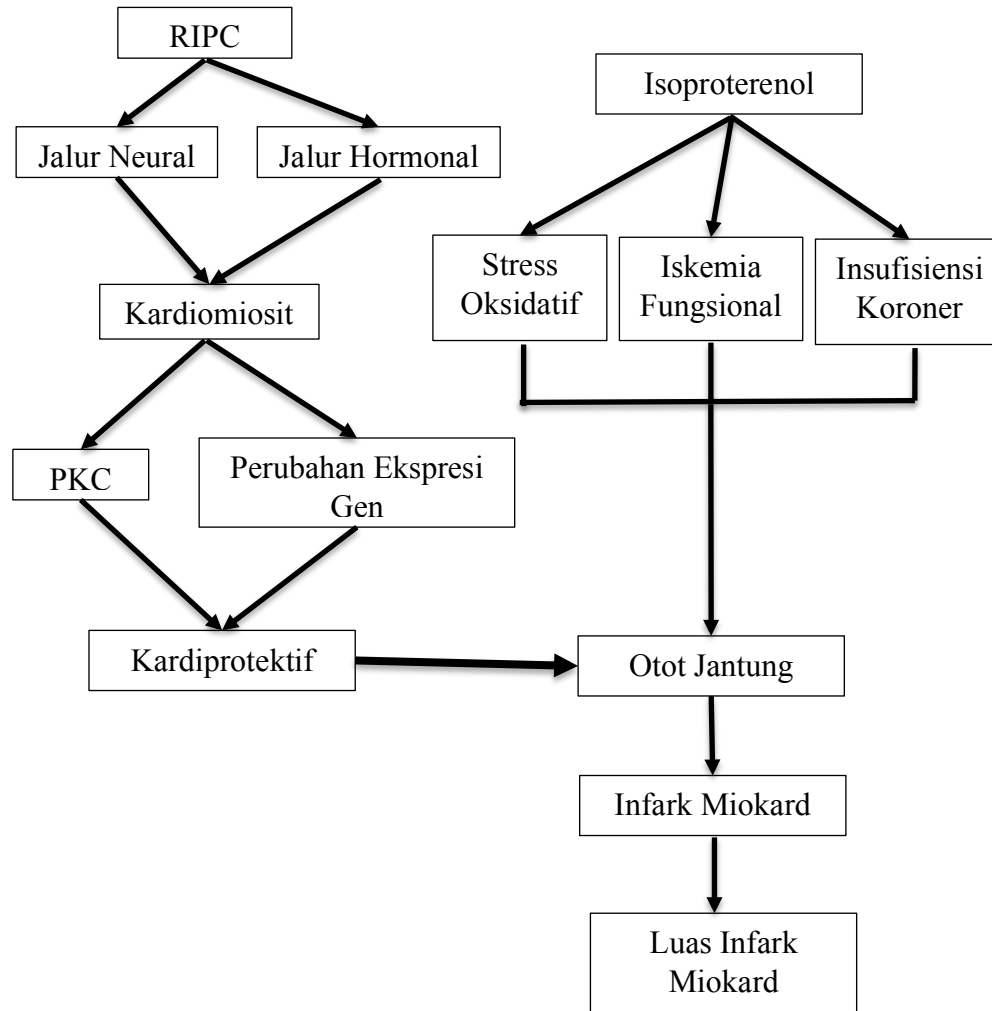 RIPC
Isoproterenol
Jalur Neural
Jalur Hormonal
Stress
Oksidatif
Iskemia
Fungsional
Insufisiensi
Koroner
Kardiomiosit
PKC
Perubahan Ekspresi
Gen
Kardiprotektif
Otot Jantung
Infark Miokard
Luas Infark
Miokard